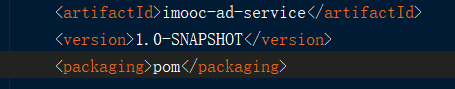 <artifactId>imooc-ad-service</artifactId>
<version>1.0-SNAPSHOT</version>
<packaging>pom</packaging>